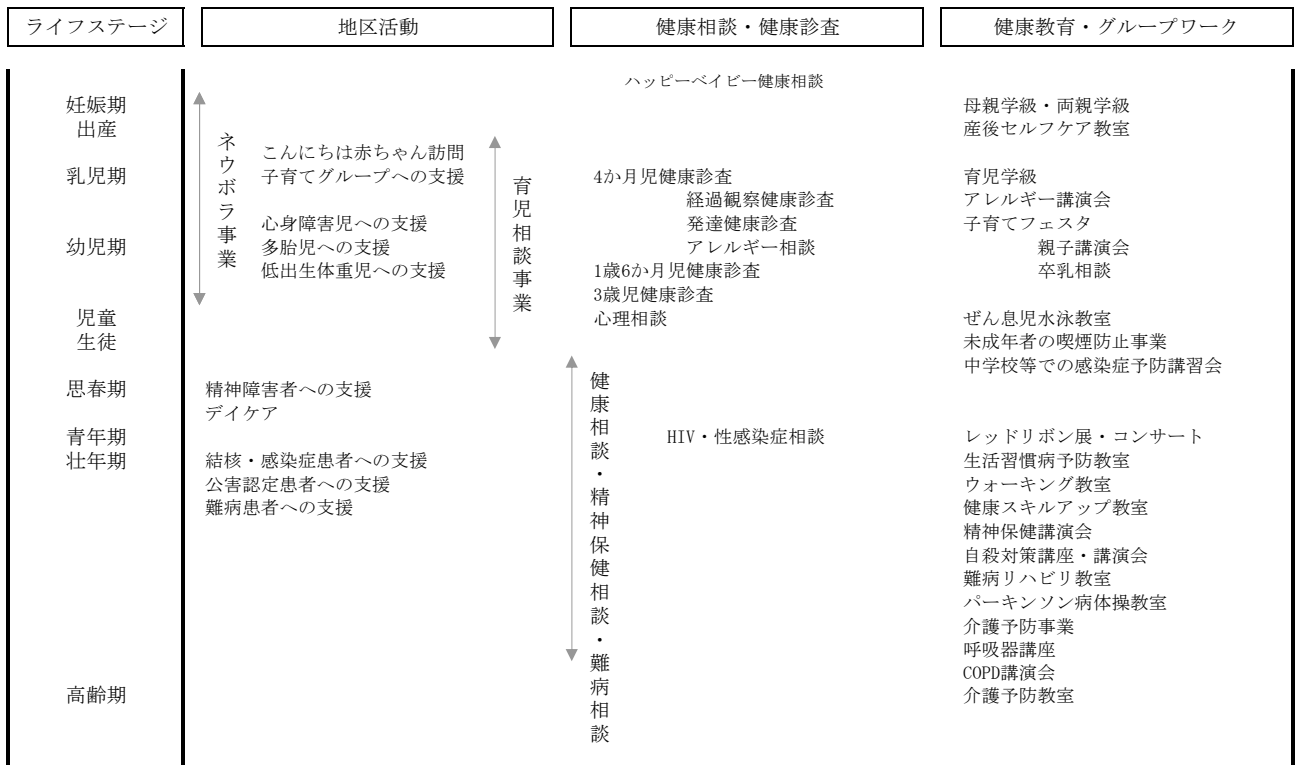 ライフステージ
地区活動
健康相談・健康診査
健康教育・グループワーク
妊娠期
出産
乳児期
幼児期
児童
生徒
思春期
青年期
壮年期
高齢期
ネウボラ事業
こんにちは赤ちゃん訪問
子育てグループへの支援
心身障害児への支援
多胎児への支援
低出生体重児への支援
育児相談事業
精神障害者への支援
デイケア
結核・感染症患者への支援
公害認定患者への支援
難病患者への支援
ハッピーベイビー健康相談
4か月児健康診査
経過観察健康診査
発達健康診査
アレルギー相談
1歳6か月児健康診査
3歳児健康診査
心理相談
健康相談・精神保健相談・難病相談
HIV・性感染症相談
母親学級・両親学級
産後セルフケア教室
育児学級
アレルギー講演会
子育てフェスタ
親子講演会
卒乳相談
ぜん息児水泳教室
未成年者の喫煙防止事業
中学校等での感染症予防講習会
レッドリボン展・コンサート
生活習慣病予防教室
ウォーキング教室
健康スキルアップ教室
精神保健講演会
自殺対策講座・講演会
難病リハビリ教室
パーキンソン病体操教室
介護予防事業
呼吸器講座
COPD講演会
介護予防教室